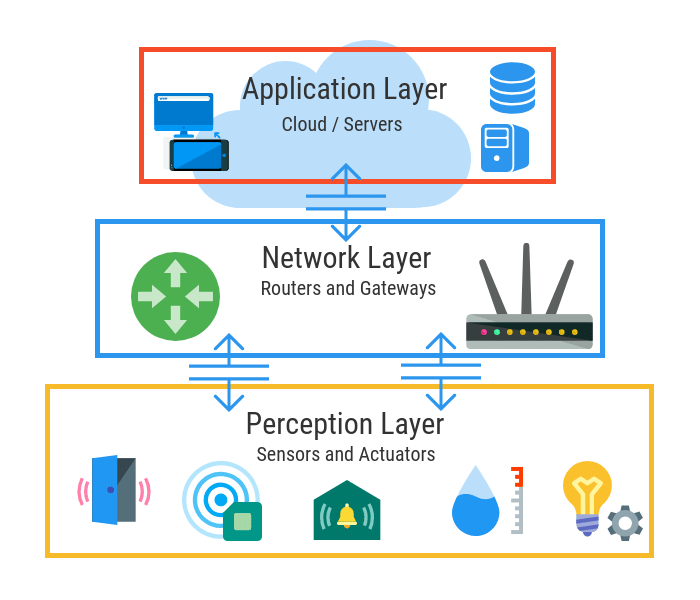 Application Layer
Cloud / Servers
Network Layer
Routers and Gateways
Perception Layer
Sensors and Actuators